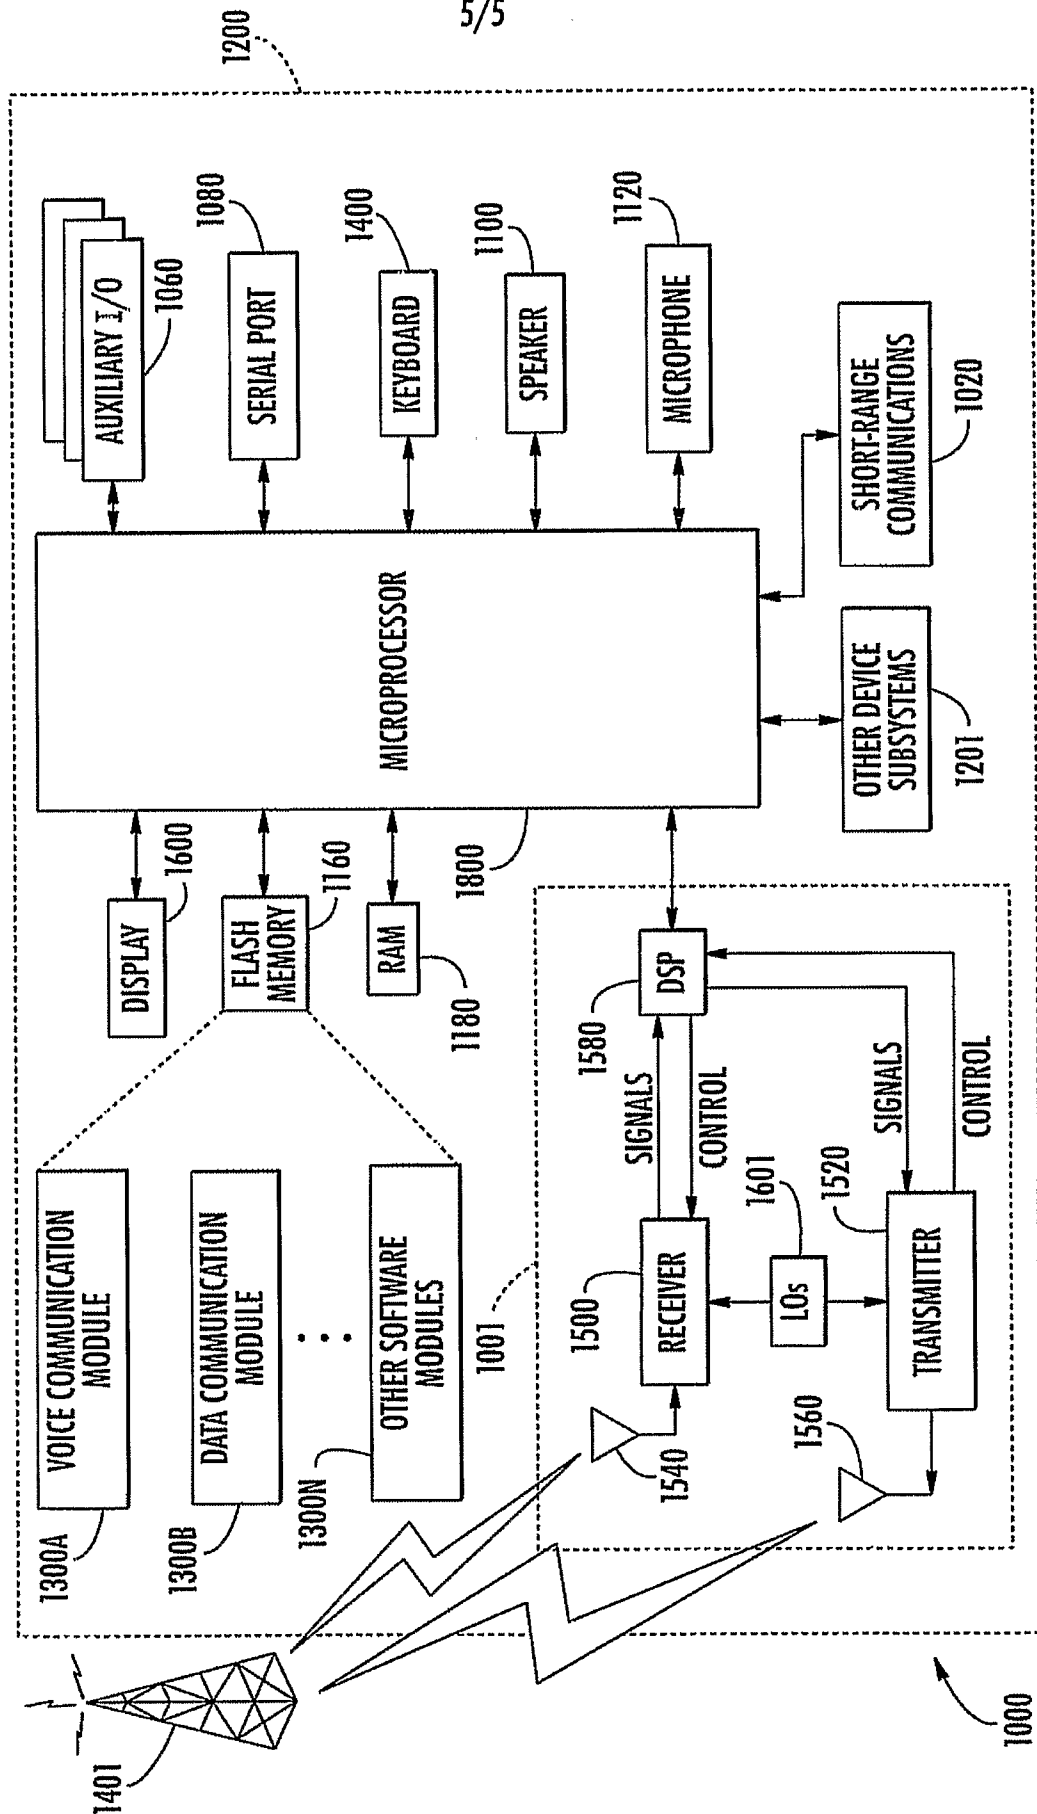 5/5
1200
AUXILIARY I/O
1060
SERIAL PORT
1080
KEYBOARD
1400
SPEAKER
1100
MICROPHONE
1120
SHORT-RANGE
COMMUNICATIONS
1020
OTHER DEVICE
SUBSYSTEMS
1201
MICROPROCESSOR
1800
DISPLAY
1600
FLASH
MEMORY
1160
RAM
1180
VOICE COMMUNICATION
MODULE
1300A
DATA COMMUNICATION
MODULE
1300B
OTHER SOFTWARE
MODULES
1300N
1001
DSP
1580
SIGNALS
CONTROL
RECEIVER
1500
LOs
1601
SIGNALS
CONTROL
TRANSMITTER
1520
1540
1560
1401
1000